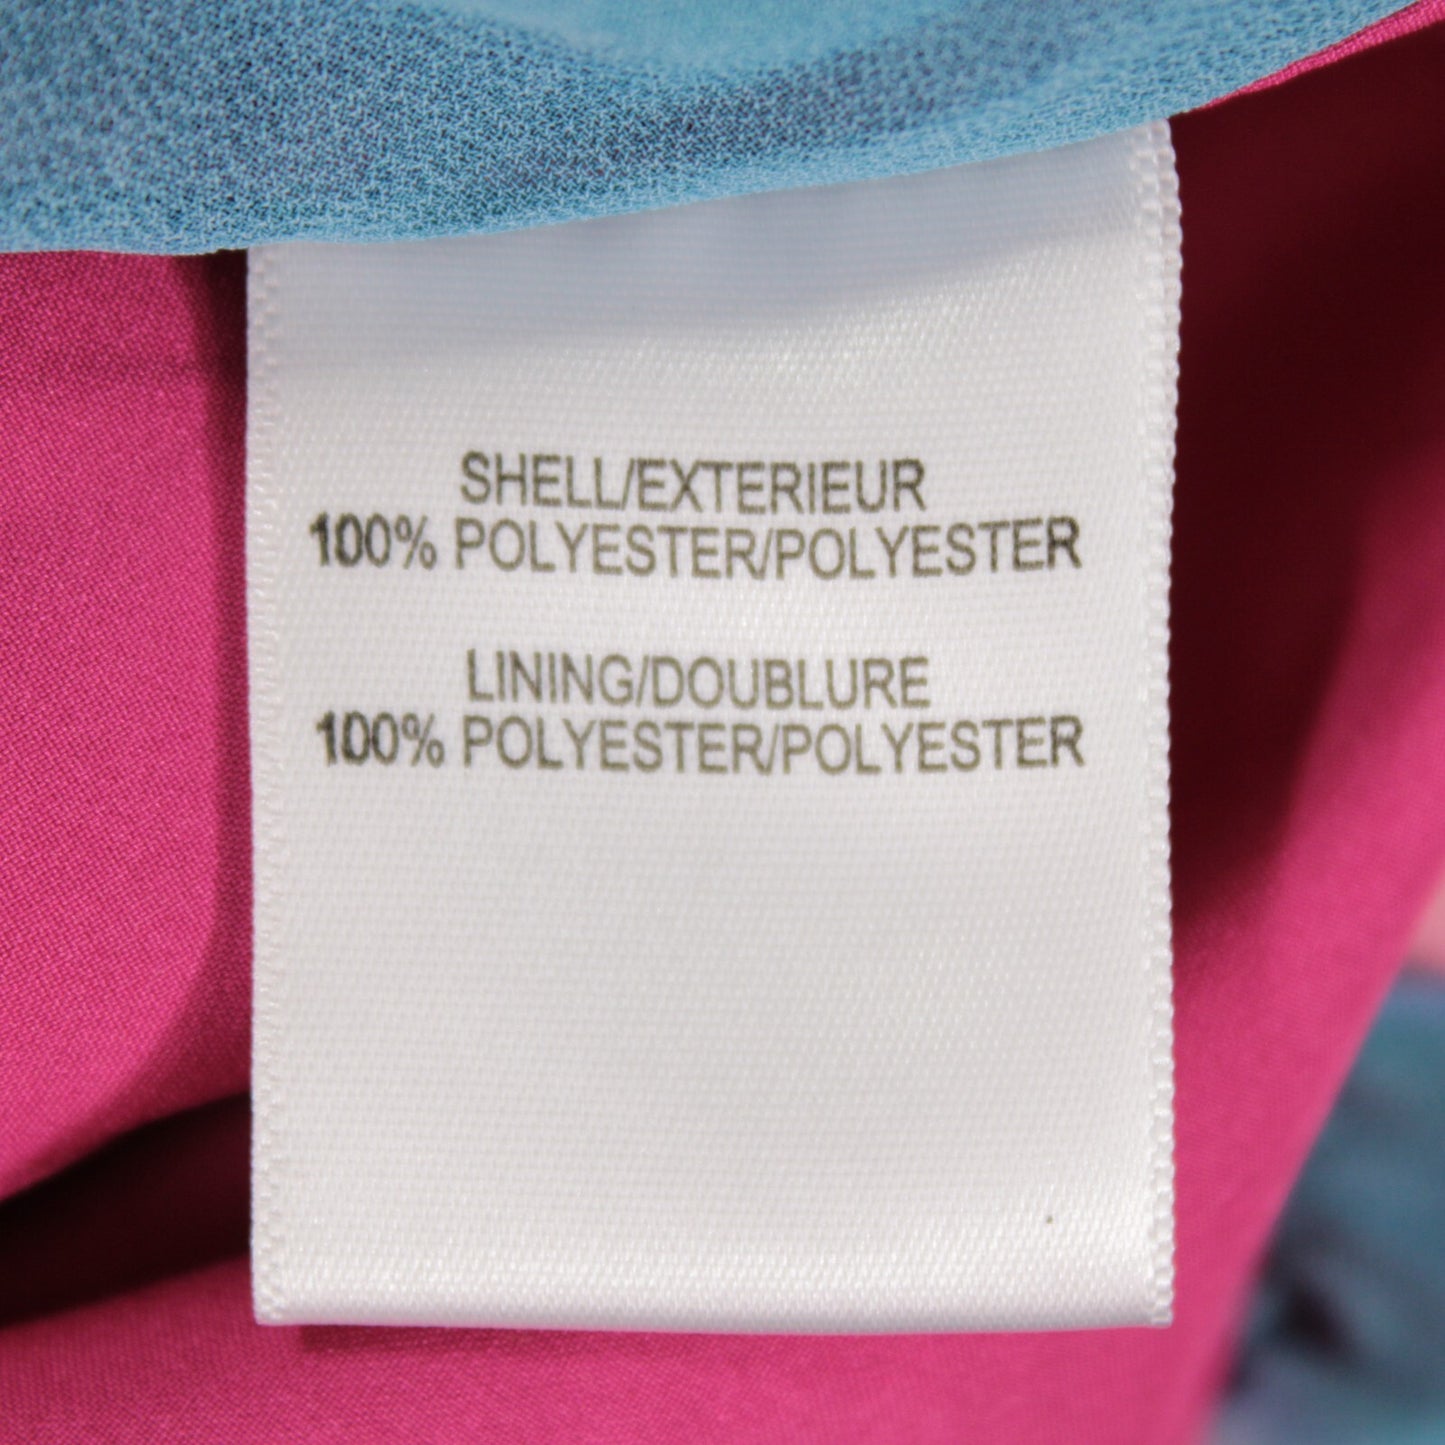 SHELL/EXTERIEUR
100% POLYESTER/POLYESTER
LINING/DOUBLURE
100% POLYESTER/POLYESTER